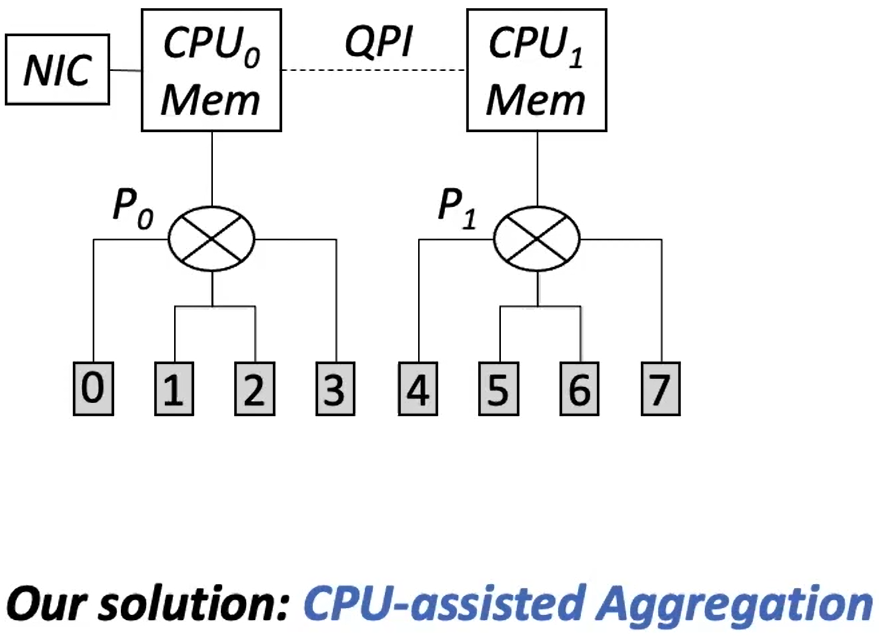 NIC
CPU0
Mem
QPI
CPU1
Mem
P0
P1
0 1 2 3 4 5 6 7
Our solution: CPU-assisted Aggregation